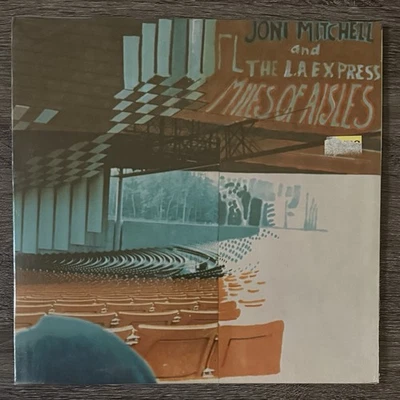 JONI MITCHELL
and
THE L.A EXPRESS
MILES OF AISLES